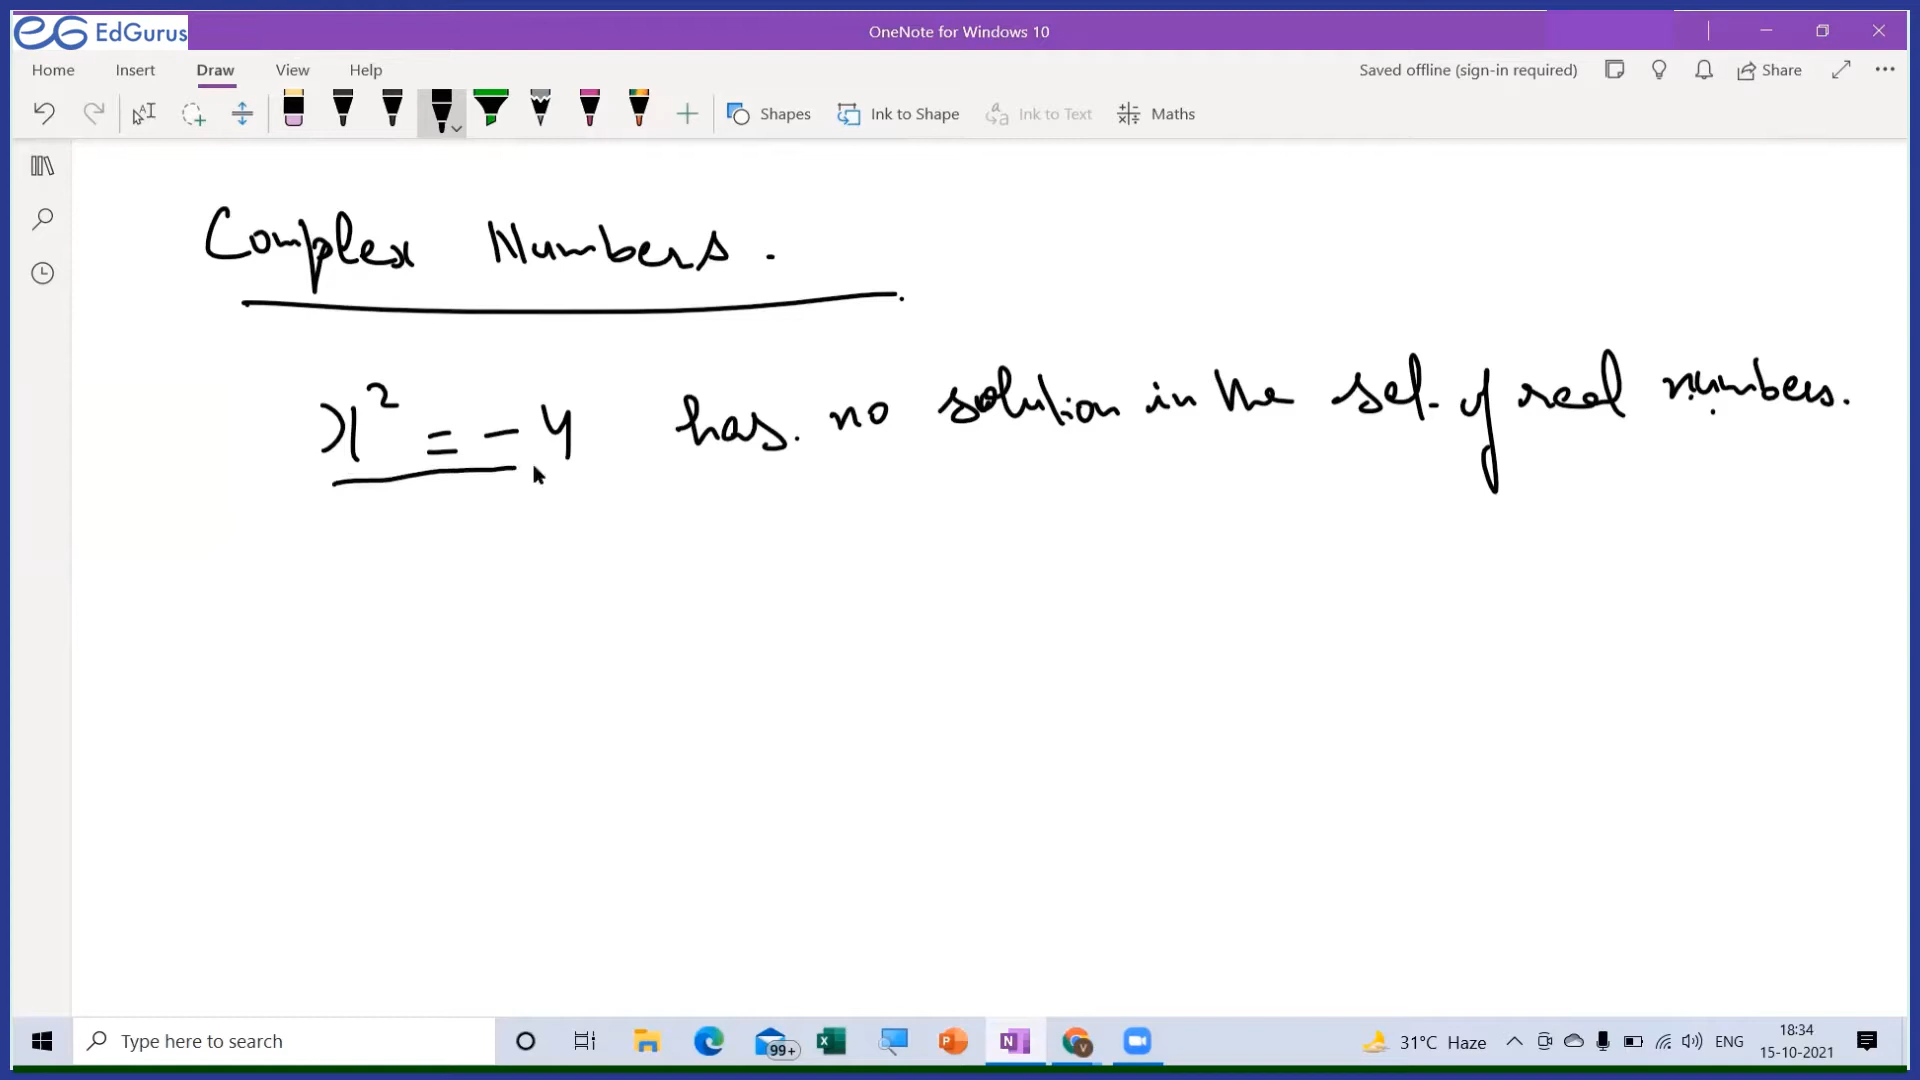 EdGurus
OneNote for Windows 10
Home Insert Draw View Help Saved offline (sign-in required) Share
Shapes Ink to Shape Ink to Text Maths
Complex Numbers.
x² = -4 has no solution in the set of real numbers.
Type here to search 99+ 31°C Haze ENG 18:34
15-10-2021